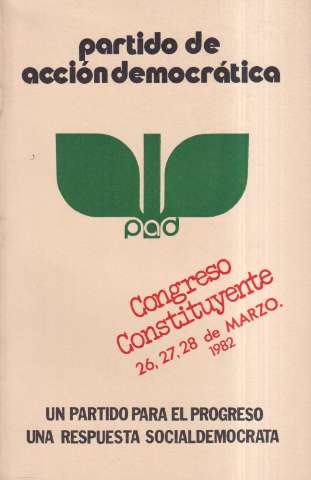 partido de
acción democrática
pad
Congreso
Constituyente
26, 27, 28 de MARZO.
1982
UN PARTIDO PARA EL PROGRESO
UNA RESPUESTA SOCIALDEMOCRATA